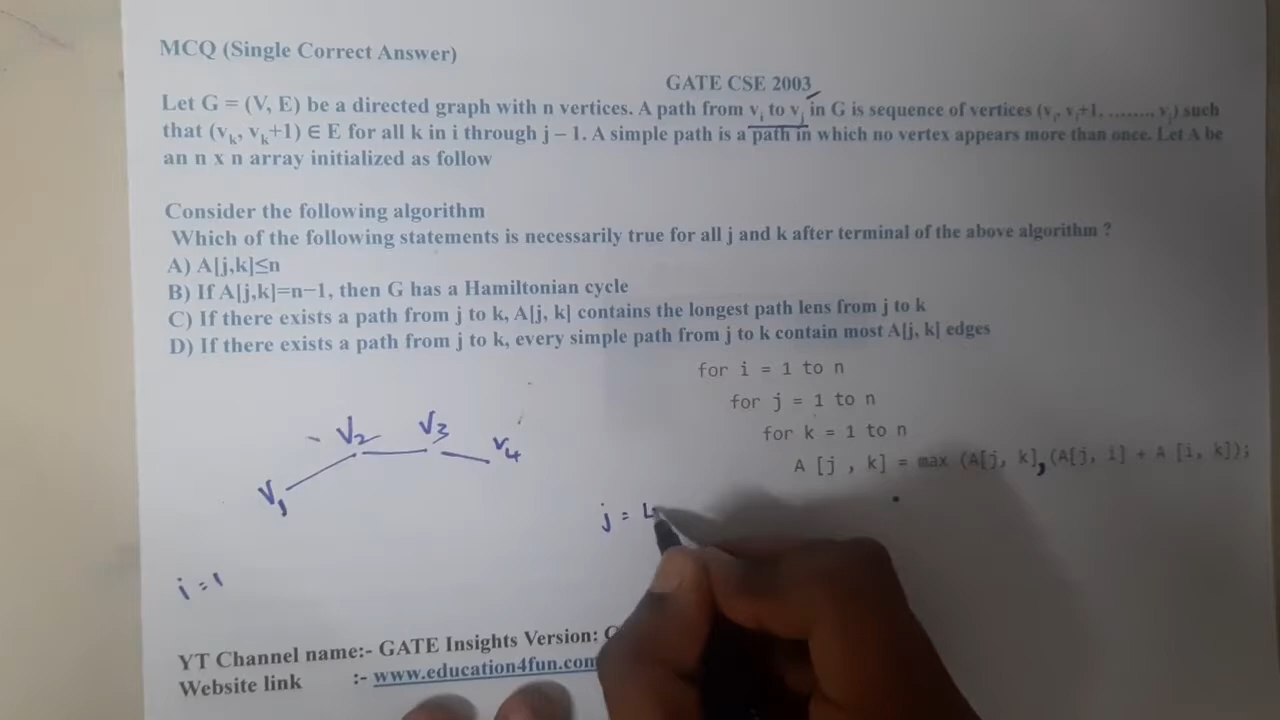 MCQ (Single Correct Answer)
GATE CSE 2003
Let G = (V, E) be a directed graph with n vertices. A path from vi to vj in G is sequence of vertices (vi, vi+1, ........, vj) such
that (vk, vk+1) ∈ E for all k in i through j – 1. A simple path is a path in which no vertex appears more than once. Let A be
an n x n array initialized as follow
Consider the following algorithm
Which of the following statements is necessarily true for all j and k after terminal of the above algorithm ?
A) A[j,k]≤n
B) If A[j,k]=n−1, then G has a Hamiltonian cycle
C) If there exists a path from j to k, A[j, k] contains the longest path lens from j to k
D) If there exists a path from j to k, every simple path from j to k contain most A[j, k] edges
for i = 1 to n
for j = 1 to n
for k = 1 to n
A [j , k] = max (A[j, k], (A[j, i] + A [i, k]);
V1 V2 V3 V4
j = 4
i = 1
YT Channel name:- GATE Insights Version:
Website link :- www.education4fun.com